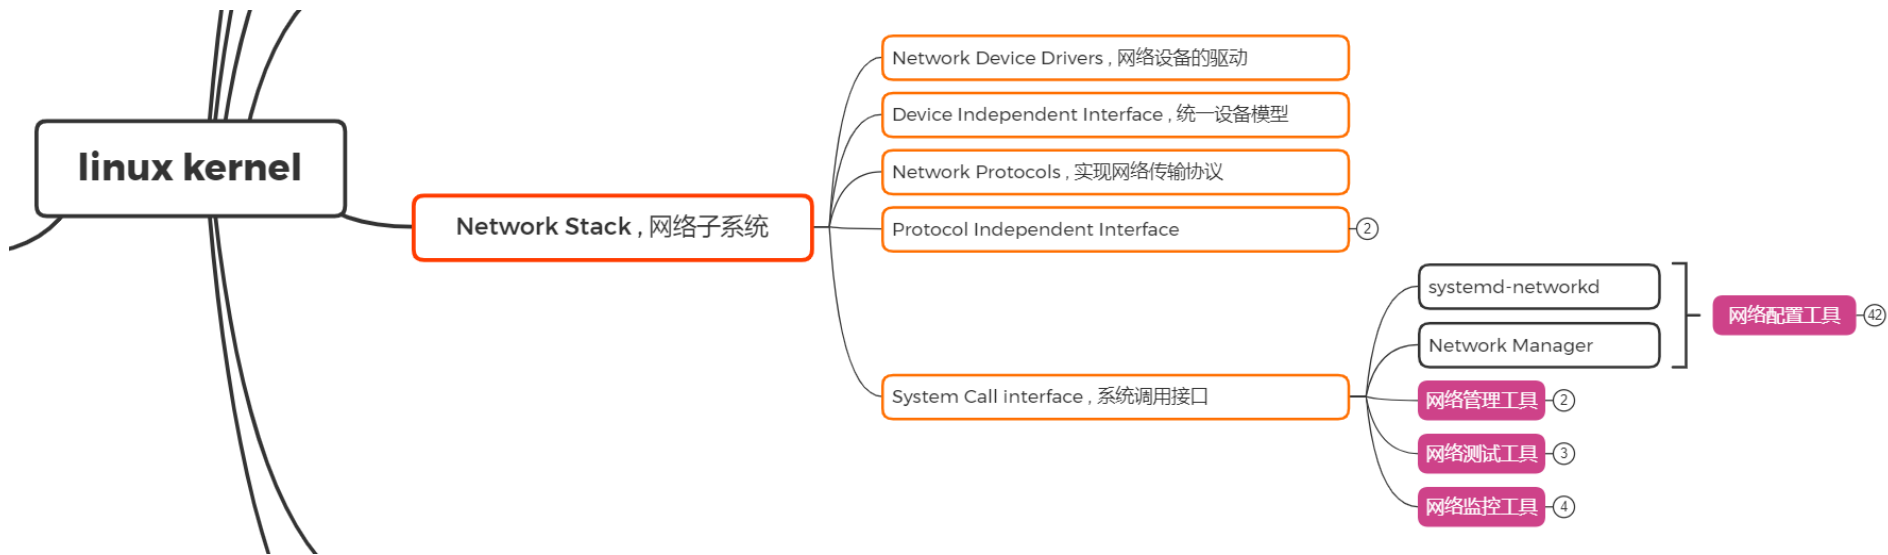 linux kernel
Network Stack , 网络子系统
Network Device Drivers , 网络设备的驱动
Device Independent Interface , 统一设备模型
Network Protocols , 实现网络传输协议
Protocol Independent Interface
2
System Call interface , 系统调用接口
systemd-networkd
Network Manager
网络配置工具
42
网络管理工具
2
网络测试工具
3
网络监控工具
4